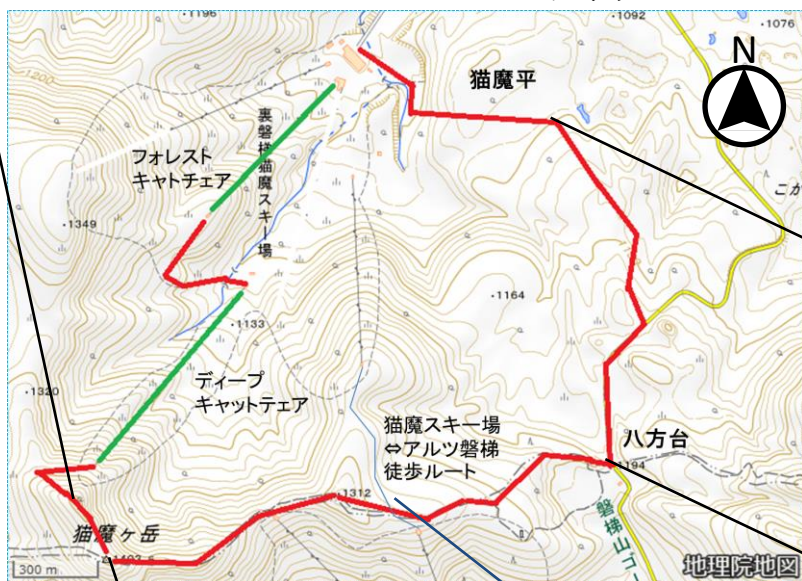 ・1196
・1092
・1076
N
猫魔平
1200
裏磐梯猫魔スキー場
フォレスト
キャトチェア
こが
・1349
・1164
・1133
ディープ
キャットテェア
・1320
猫魔スキー場
⇔アルツ磐梯
徒歩ルート
八方台
1194
・1312
猫魔ヶ岳
磐梯山ゴー
300 m
地理院地図